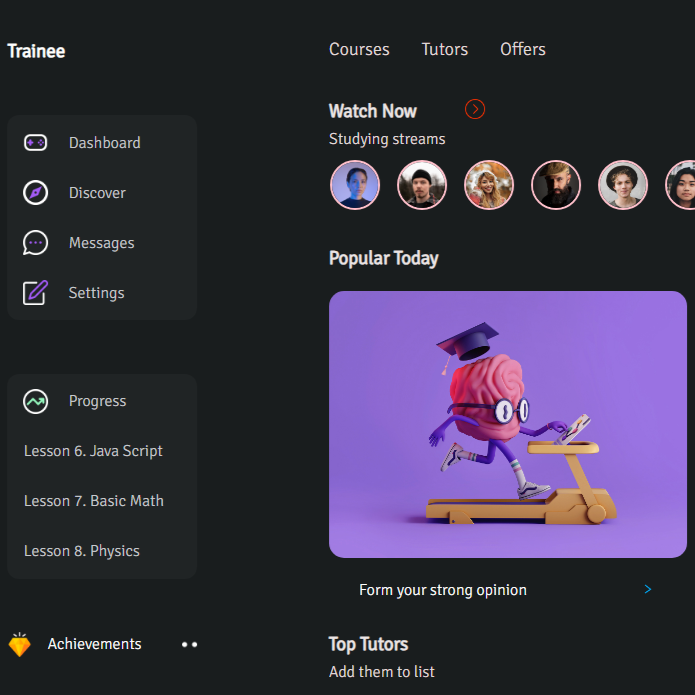 Trainee
Dashboard
Discover
Messages
Settings
Progress
Lesson 6. Java Script
Lesson 7. Basic Math
Lesson 8. Physics
Achievements
Courses Tutors Offers
Watch Now
Studying streams
Popular Today
Form your strong opinion
Top Tutors
Add them to list